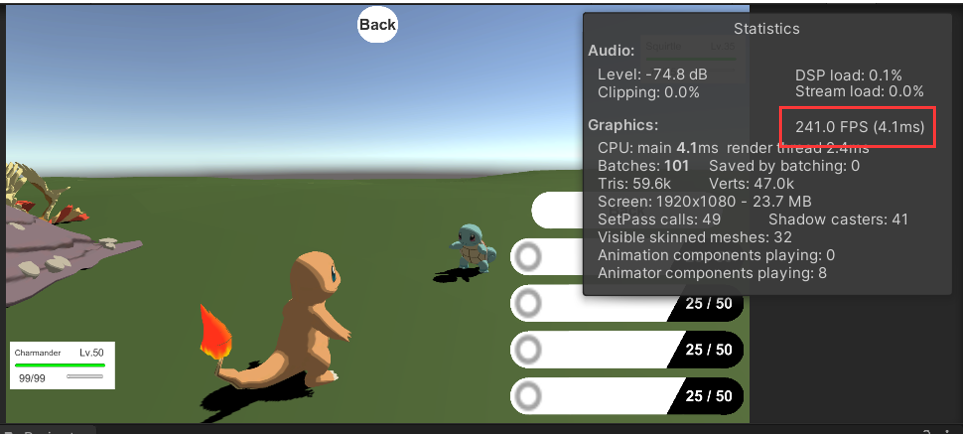 Back
Statistics
Audio:
Level: -74.8 dB DSP load: 0.1%
Clipping: 0.0% Stream load: 0.0%
Graphics: 241.0 FPS (4.1ms)
CPU: main 4.1ms render thread 2.4ms
Batches: 101 Saved by batching: 0
Tris: 59.6k Verts: 47.0k
Screen: 1920x1080 - 23.7 MB
SetPass calls: 49 Shadow casters: 41
Visible skinned meshes: 32
Animation components playing: 0
Animator components playing: 8
25 / 50
Charmander Lv.50
99/99
25 / 50
25 / 50